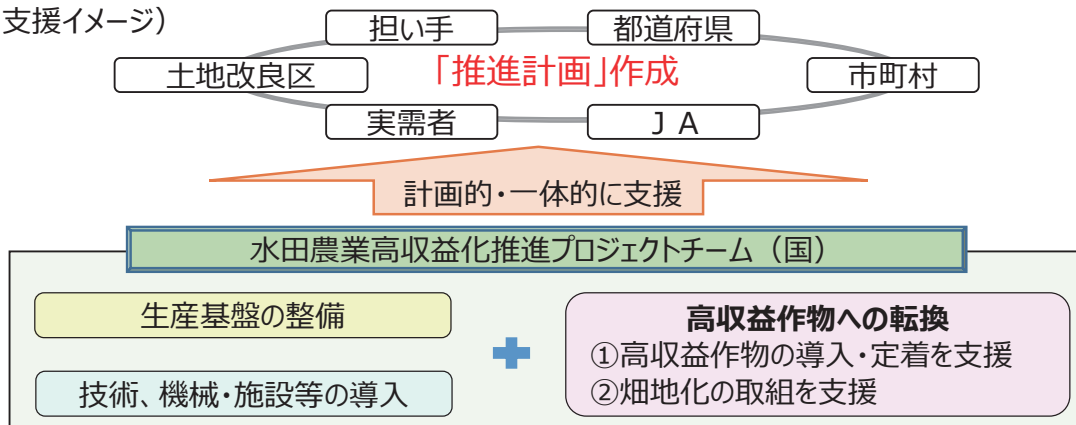 支援イメージ)
担い手
都道府県
土地改良区
「推進計画」作成
市町村
実需者
JA
計画的・一体的に支援
水田農業高収益化推進プロジェクトチーム(国)
生産基盤の整備
技術、機械・施設等の導入
高収益作物への転換
①高収益作物の導入・定着を支援
②畑地化の取組を支援